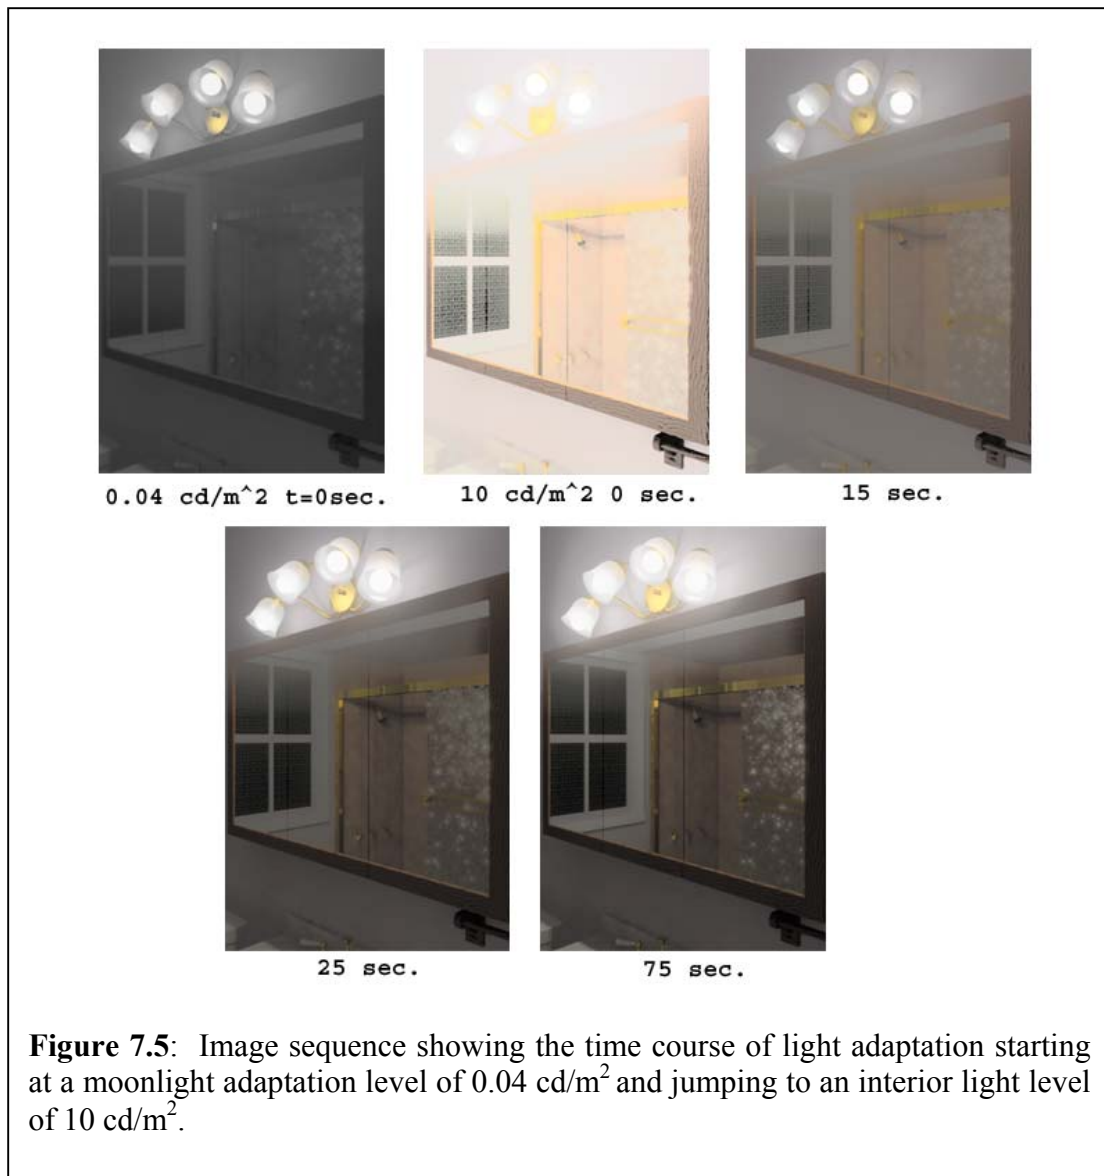 0.04 cd/m^2 t=0sec.
10 cd/m^2 0 sec.
15 sec.
25 sec.
75 sec.
Figure 7.5: Image sequence showing the time course of light adaptation starting
at a moonlight adaptation level of 0.04 cd/m² and jumping to an interior light level
of 10 cd/m².